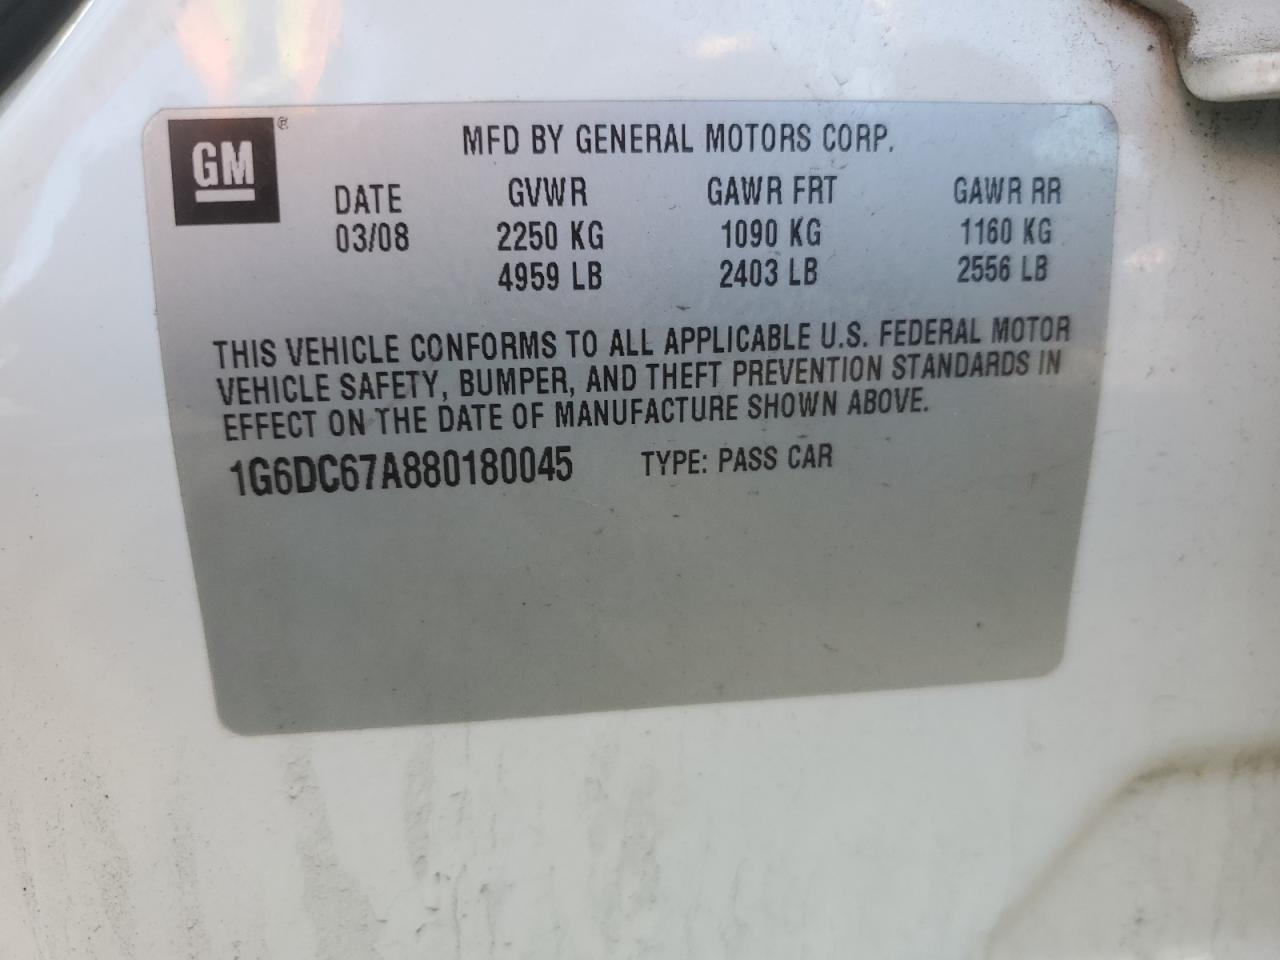 GM ®
MFD BY GENERAL MOTORS CORP.
DATE GVWR GAWR FRT GAWR RR
03/08 2250 KG 1090 KG 1160 KG
4959 LB 2403 LB 2556 LB
THIS VEHICLE CONFORMS TO ALL APPLICABLE U.S. FEDERAL MOTOR
VEHICLE SAFETY, BUMPER, AND THEFT PREVENTION STANDARDS IN
EFFECT ON THE DATE OF MANUFACTURE SHOWN ABOVE.
1G6DC67A880180045 TYPE: PASS CAR